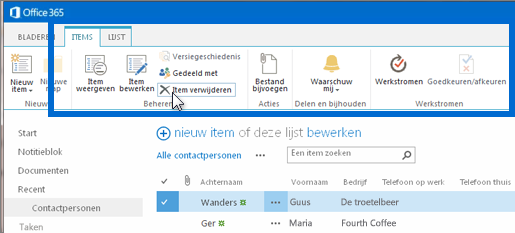 Office 365
BLADEREN ITEMS LIJST
Nieuw item
Nieuwe map
Item weergeven
Item bewerken
Versiegeschiedenis
Gedeeld met
Item verwijderen
Bestand bijvoegen
Waarschuw mij
Werkstromen
Goedkeuren/afkeuren
Nieuw Beheren Acties Delen en bijhouden Werkstromen
Start
Notitieblok
Documenten
Recent
Contactpersonen
Taken
nieuw item of deze lijst bewerken
Alle contactpersonen ··· Een item zoeken
Achternaam Voornaam Bedrijf Telefoon op werk Telefoon thuis
Wanders ··· Guus De troetelbeer
Ger ··· Maria Fourth Coffee